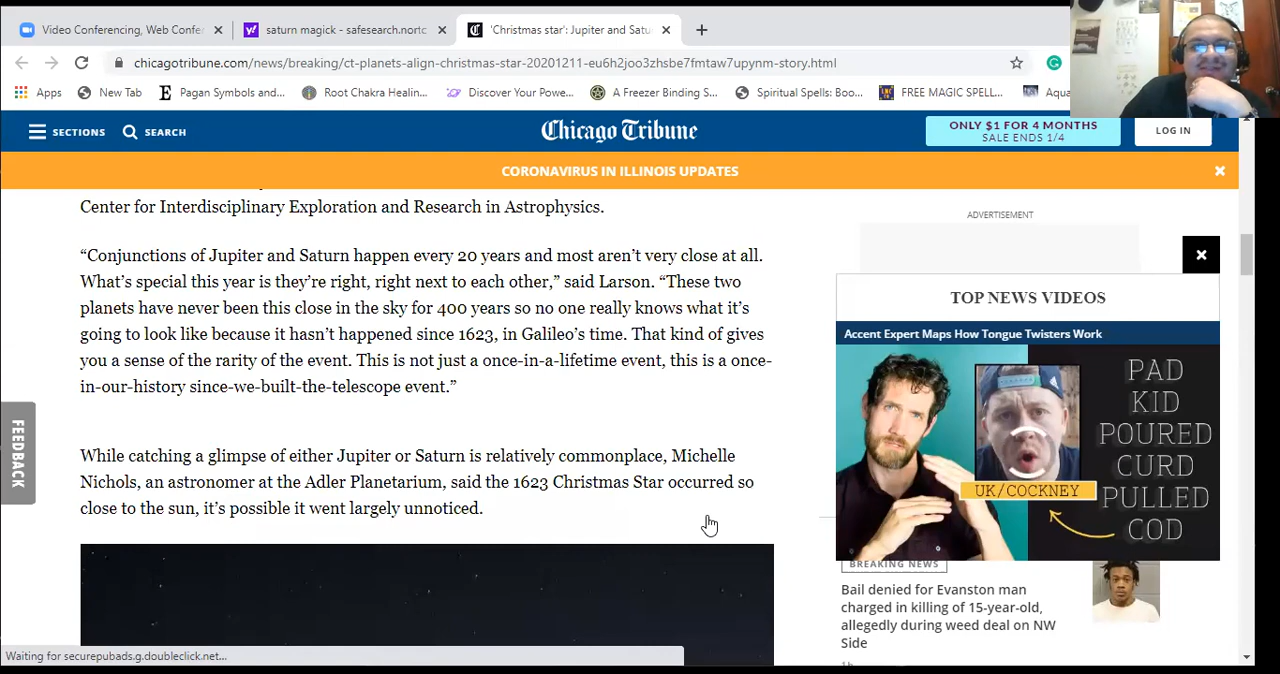 Video Conferencing, Web Confe
saturn magick - safesearch.nortc
'Christmas star': Jupiter and Satu
chicagotribune.com/news/breaking/ct-planets-align-christmas-star-20201211-eu6h2joo3zhsbe7fmtaw7upynm-story.html
Apps New Tab Pagan Symbols and... Root Chakra Healin... Discover Your Powe... A Freezer Binding S... Spiritual Spells: Boo... FREE MAGIC SPEL... Aqua
SECTIONS SEARCH Chicago Tribune ONLY $1 FOR 4 MONTHS LOG IN
SALE ENDS 1/4
CORONAVIRUS IN ILLINOIS UPDATES
Center for Interdisciplinary Exploration and Research in Astrophysics.
“Conjunctions of Jupiter and Saturn happen every 20 years and most aren’t very close at all.
What’s special this year is they’re right, right next to each other,” said Larson. “These two
planets have never been this close in the sky for 400 years so no one really knows what it’s
going to look like because it hasn’t happened since 1623, in Galileo’s time. That kind of gives
you a sense of the rarity of the event. This is not just a once-in-a-lifetime event, this is a once-
in-our-history since-we-built-the-telescope event.”
While catching a glimpse of either Jupiter or Saturn is relatively commonplace, Michelle
Nichols, an astronomer at the Adler Planetarium, said the 1623 Christmas Star occurred so
close to the sun, it’s possible it went largely unnoticed.
FEEDBACK
ADVERTISEMENT
TOP NEWS VIDEOS
Accent Expert Maps How Tongue Twisters Work
PAD
KID
POURED
CURD
PULLED
COD
UK/COCKNEY
BREAKING NEWS
Bail denied for Evanston man
charged in killing of 15-year-old,
allegedly during weed deal on NW
Side
1h
Waiting for securepubads.g.doubleclick.net...